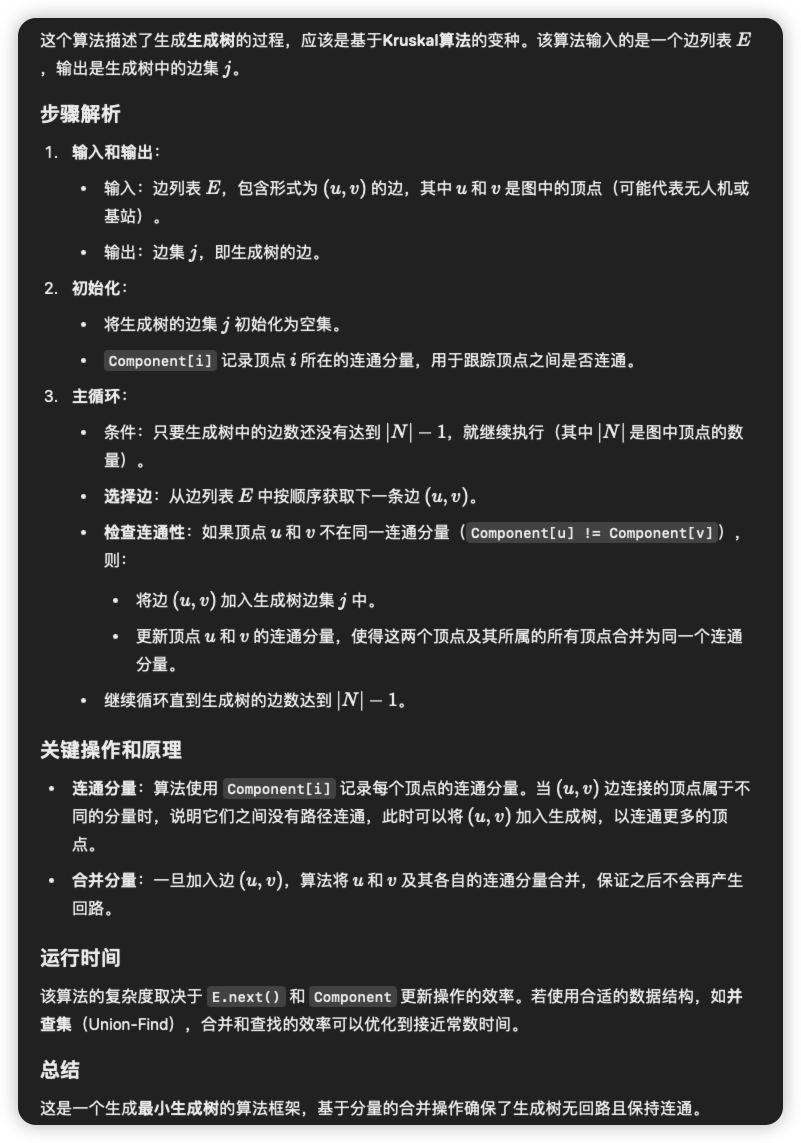 这个算法描述了生成生成树的过程，应该是基于Kruskal算法的变种。该算法输入的是一个边列表 E
，输出是生成树中的边集 j。
步骤解析
1. 输入和输出：
• 输入：边列表 E，包含形式为 (u, v) 的边，其中 u 和 v 是图中的顶点（可能代表无人机或
基站）。
• 输出：边集 j，即生成树的边。
2. 初始化：
• 将生成树的边集 j 初始化为空集。
• Component[i] 记录顶点 i 所在的连通分量，用于跟踪顶点之间是否连通。
3. 主循环：
• 条件：只要生成树中的边数还没有达到 |N| − 1，就继续执行（其中 |N| 是图中顶点的数
量）。
• 选择边：从边列表 E 中按顺序获取下一条边 (u, v)。
• 检查连通性：如果顶点 u 和 v 不在同一连通分量（ Component[u] != Component[v] ），
则：
• 将边 (u, v) 加入生成树边集 j 中。
• 更新顶点 u 和 v 的连通分量，使得这两个顶点及其所属的所有顶点合并为同一个连通
分量。
• 继续循环直到生成树的边数达到 |N| − 1。
关键操作和原理
• 连通分量：算法使用 Component[i] 记录每个顶点的连通分量。当 (u, v) 边连接的顶点属于不
同的分量时，说明它们之间没有路径连通，此时可以将 (u, v) 加入生成树，以连通更多的顶
点。
• 合并分量：一旦加入边 (u, v)，算法将 u 和 v 及其各自的连通分量合并，保证之后不会再产生
回路。
运行时间
该算法的复杂度取决于 E.next() 和 Component 更新操作的效率。若使用合适的数据结构，如并
查集（Union-Find），合并和查找的效率可以优化到接近常数时间。
总结
这是一个生成最小生成树的算法框架，基于分量的合并操作确保了生成树无回路且保持连通。